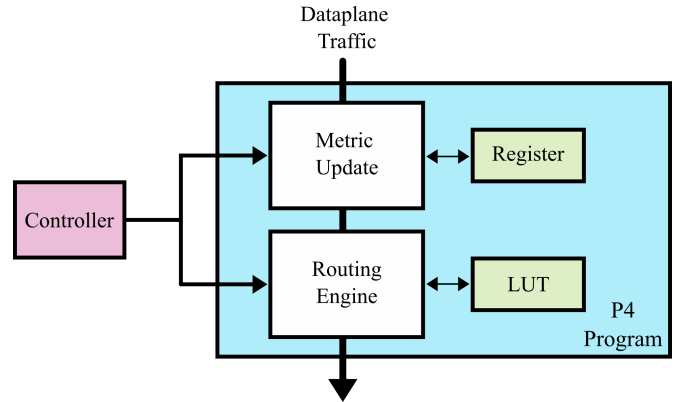 Dataplane
Traffic
Metric
Update
Register
Controller
Routing
Engine
LUT
P4
Program